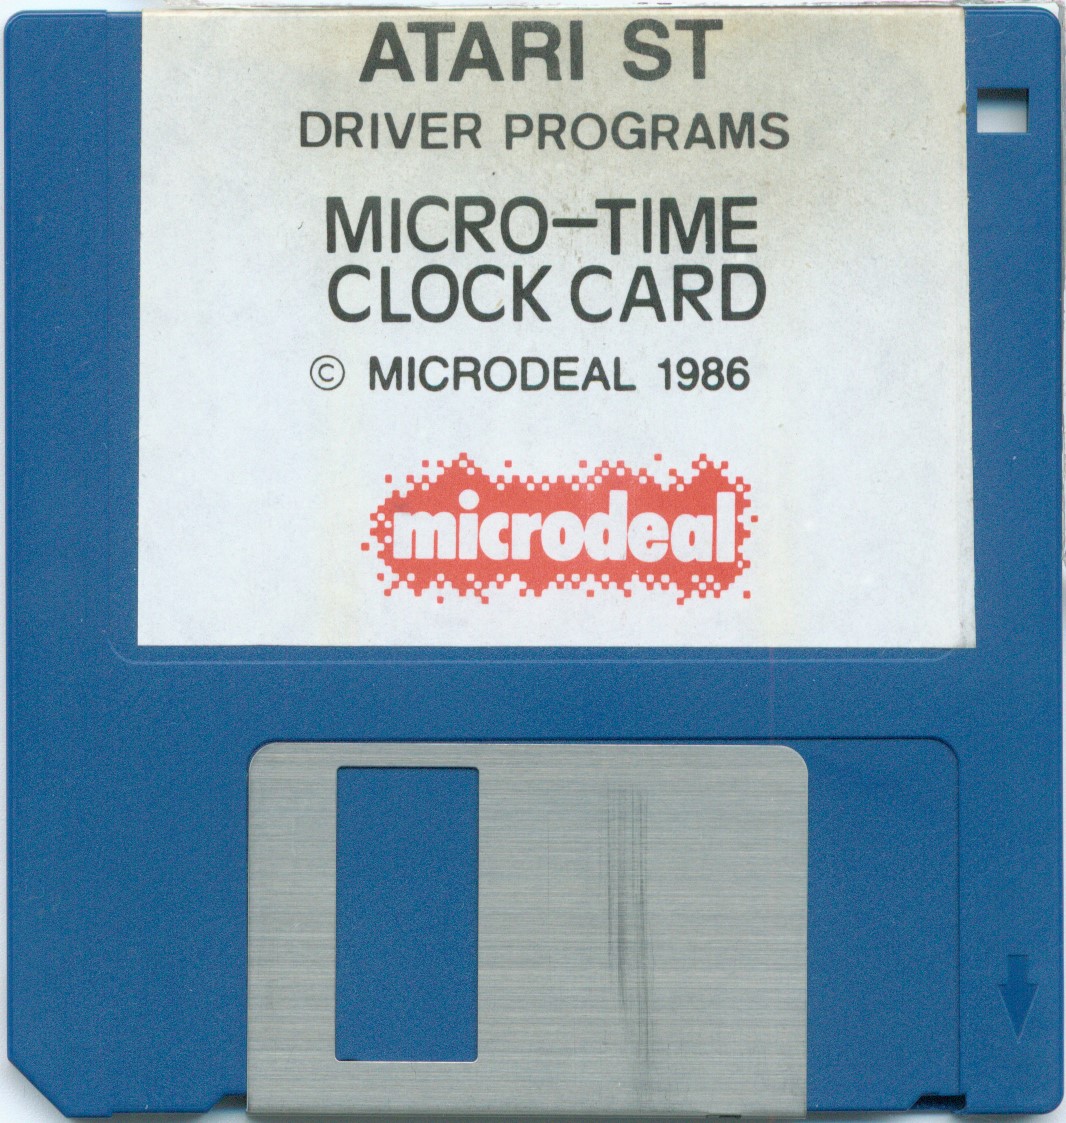 ATARI ST
DRIVER PROGRAMS
MICRO-TIME
CLOCK CARD
© MICRODEAL 1986
microdeal